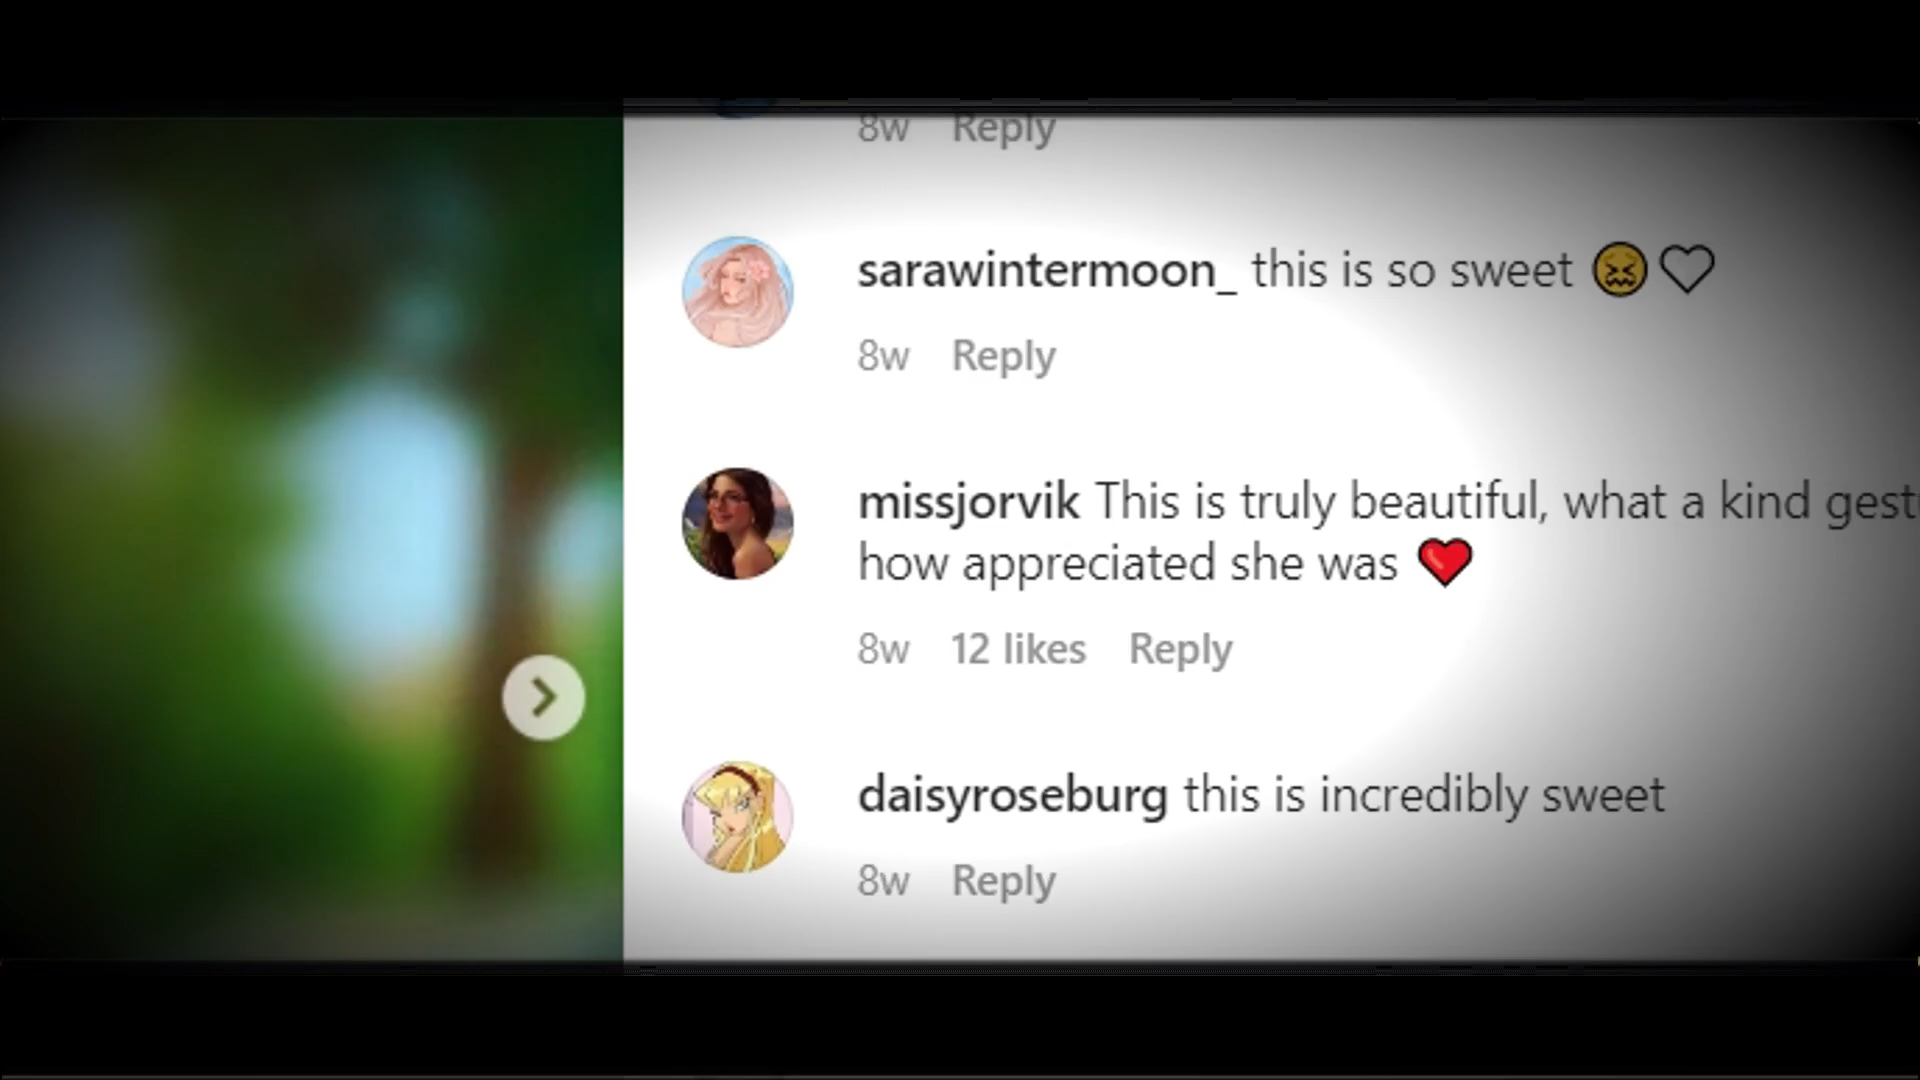 8w Reply
sarawintermoon_ this is so sweet 😖🤍
8w Reply
missjorvik This is truly beautiful, what a kind
how appreciated she was ❤️
8w 12 likes Reply
daisyroseburg this is incredibly sweet
8w Reply